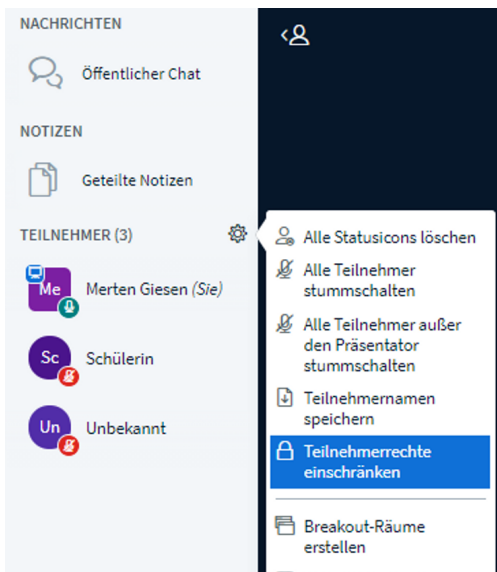 NACHRICHTEN
Öffentlicher Chat
NOTIZEN
Geteilte Notizen
TEILNEHMER (3)
Me
Merten Giesen (Sie)
Sc
Schülerin
Un
Unbekannt
Alle Statusicons löschen
Alle Teilnehmer
stummschalten
Alle Teilnehmer außer
den Präsentator
stummschalten
Teilnehmernamen
speichern
Teilnehmerrechte
einschränken
Breakout-Räume
erstellen